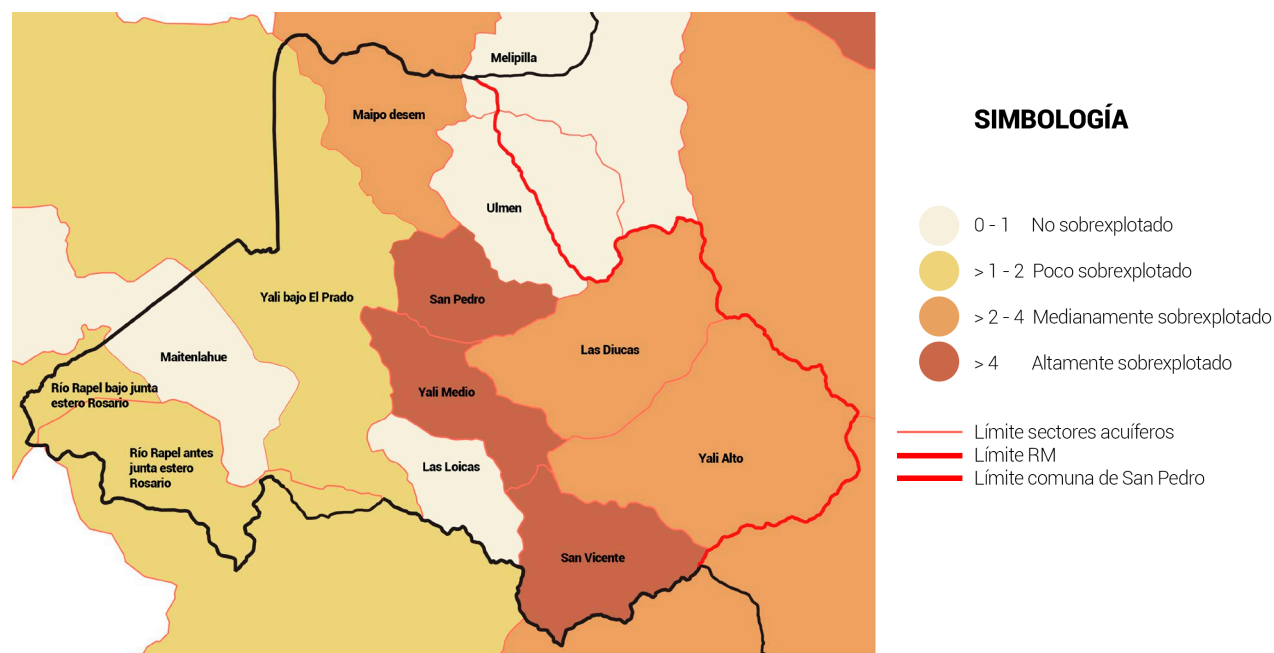 Melipilla
Maipo desem
Ulmen
Yali bajo El Prado
San Pedro
Maitenlahue
Las Diucas
Río Rapel bajo junta
estero Rosario
Yali Medio
Río Rapel antes
junta estero
Rosario
Las Loicas
Yali Alto
San Vicente
SIMBOLOGÍA
0 - 1 No sobrexplotado
> 1 - 2 Poco sobrexplotado
> 2 - 4 Medianamente sobrexplotado
> 4 Altamente sobrexplotado
Límite sectores acuíferos
Límite RM
Límite comuna de San Pedro